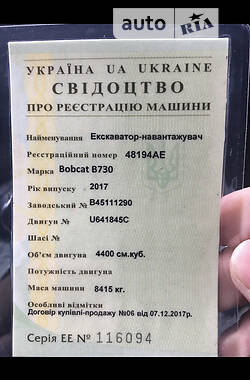 auto RIA
УКРАЇНА UA UKRAINE
СВІДОЦТВО
ПРО РЕЄСТРАЦІЮ МАШИНИ
Найменування Екскаватор-навантажувач
Реєстраційний номер 48194АЕ
Марка Bobcat B730
Рік випуску 2017
Заводський № B45111290
Двигун № U641845C
Шасі №
Об'єм двигуна 4400 см.куб.
Потужність двигуна
Маса машини 8415 кг.
Особливі відмітки
Договір купівлі-продажу №06 від 07.12.2017р.
Серія ЕЕ № 116094